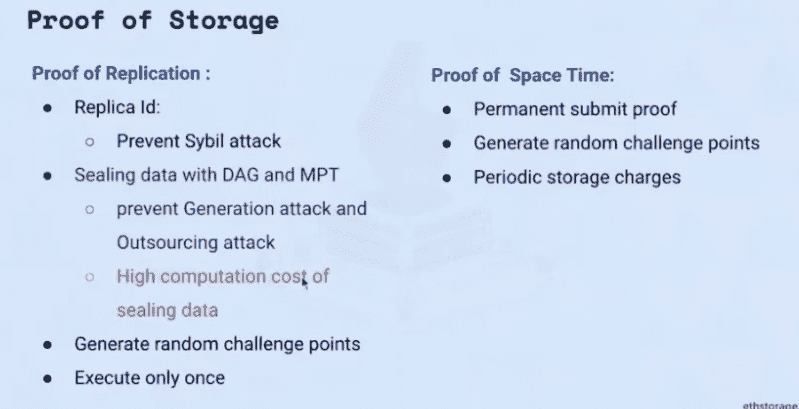 Proof of Storage
Proof of Replication :
● Replica Id:
○ Prevent Sybil attack
● Sealing data with DAG and MPT
○ prevent Generation attack and
Outsourcing attack
○ High computation cost of
sealing data
● Generate random challenge points
● Execute only once
Proof of Space Time:
● Permanent submit proof
● Generate random challenge points
● Periodic storage charges
ethstorage